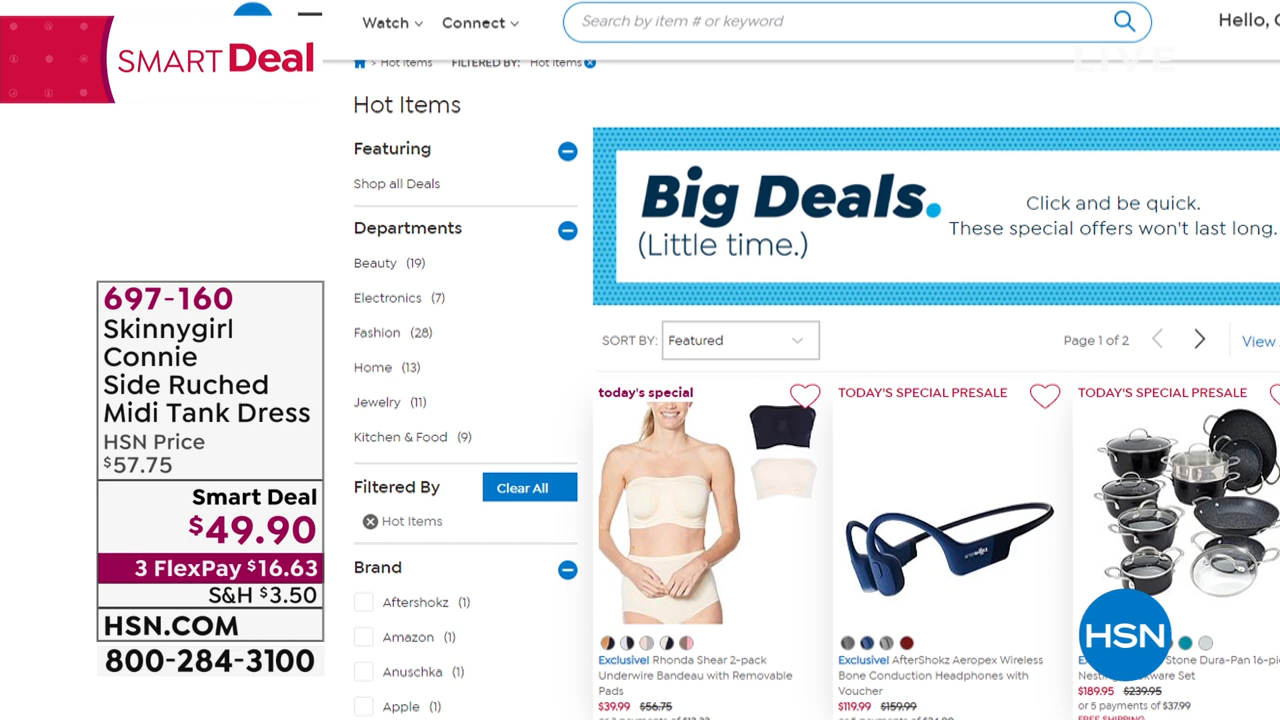 SMART Deal
697-160
Skinnygirl
Connie
Side Ruched
Midi Tank Dress
HSN Price
$57.75
Smart Deal
$49.90
3 FlexPay $16.63
S&H $3.50
HSN.COM
800-284-3100
Watch
Connect
Search by item # or keyword
Hello,
LIVE
> Hot Items FILTERED BY: Hot Items
Hot Items
Featuring
Shop all Deals
Departments
Beauty (19)
Electronics (7)
Fashion (28)
Home (13)
Jewelry (11)
Kitchen & Food (9)
Filtered By
Clear All
Hot Items
Brand
Aftershokz (1)
Amazon (1)
Anuschka (1)
Apple (1)
Big Deals.
(Little time.)
Click and be quick.
These special offers won't last long.
SORT BY: Featured
Page 1 of 2
View
today's special
Exclusive! Rhonda Shear 2-pack
Underwire Bandeau with Removable
Pads
$39.99 $56.75
TODAY'S SPECIAL PRESALE
AFTERSHOKZ
Exclusive! AfterShokz Aeropex Wireless
Bone Conduction Headphones with
Voucher
$119.99 $159.99
TODAY'S SPECIAL PRESALE
Stone Dura-Pan 16-pi
$189.95 $239.95
or 5 payments of $37.99
FREE SHIPPING
HSN